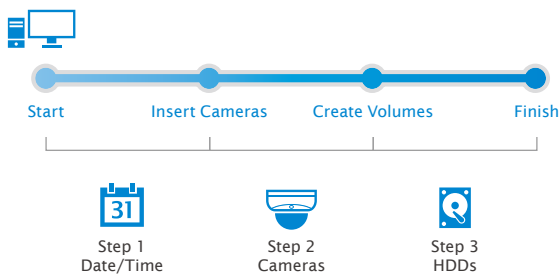 Start
Insert Cameras
Create Volumes
Finish
31
Step 1
Date/Time
Step 2
Cameras
Step 3
HDDs